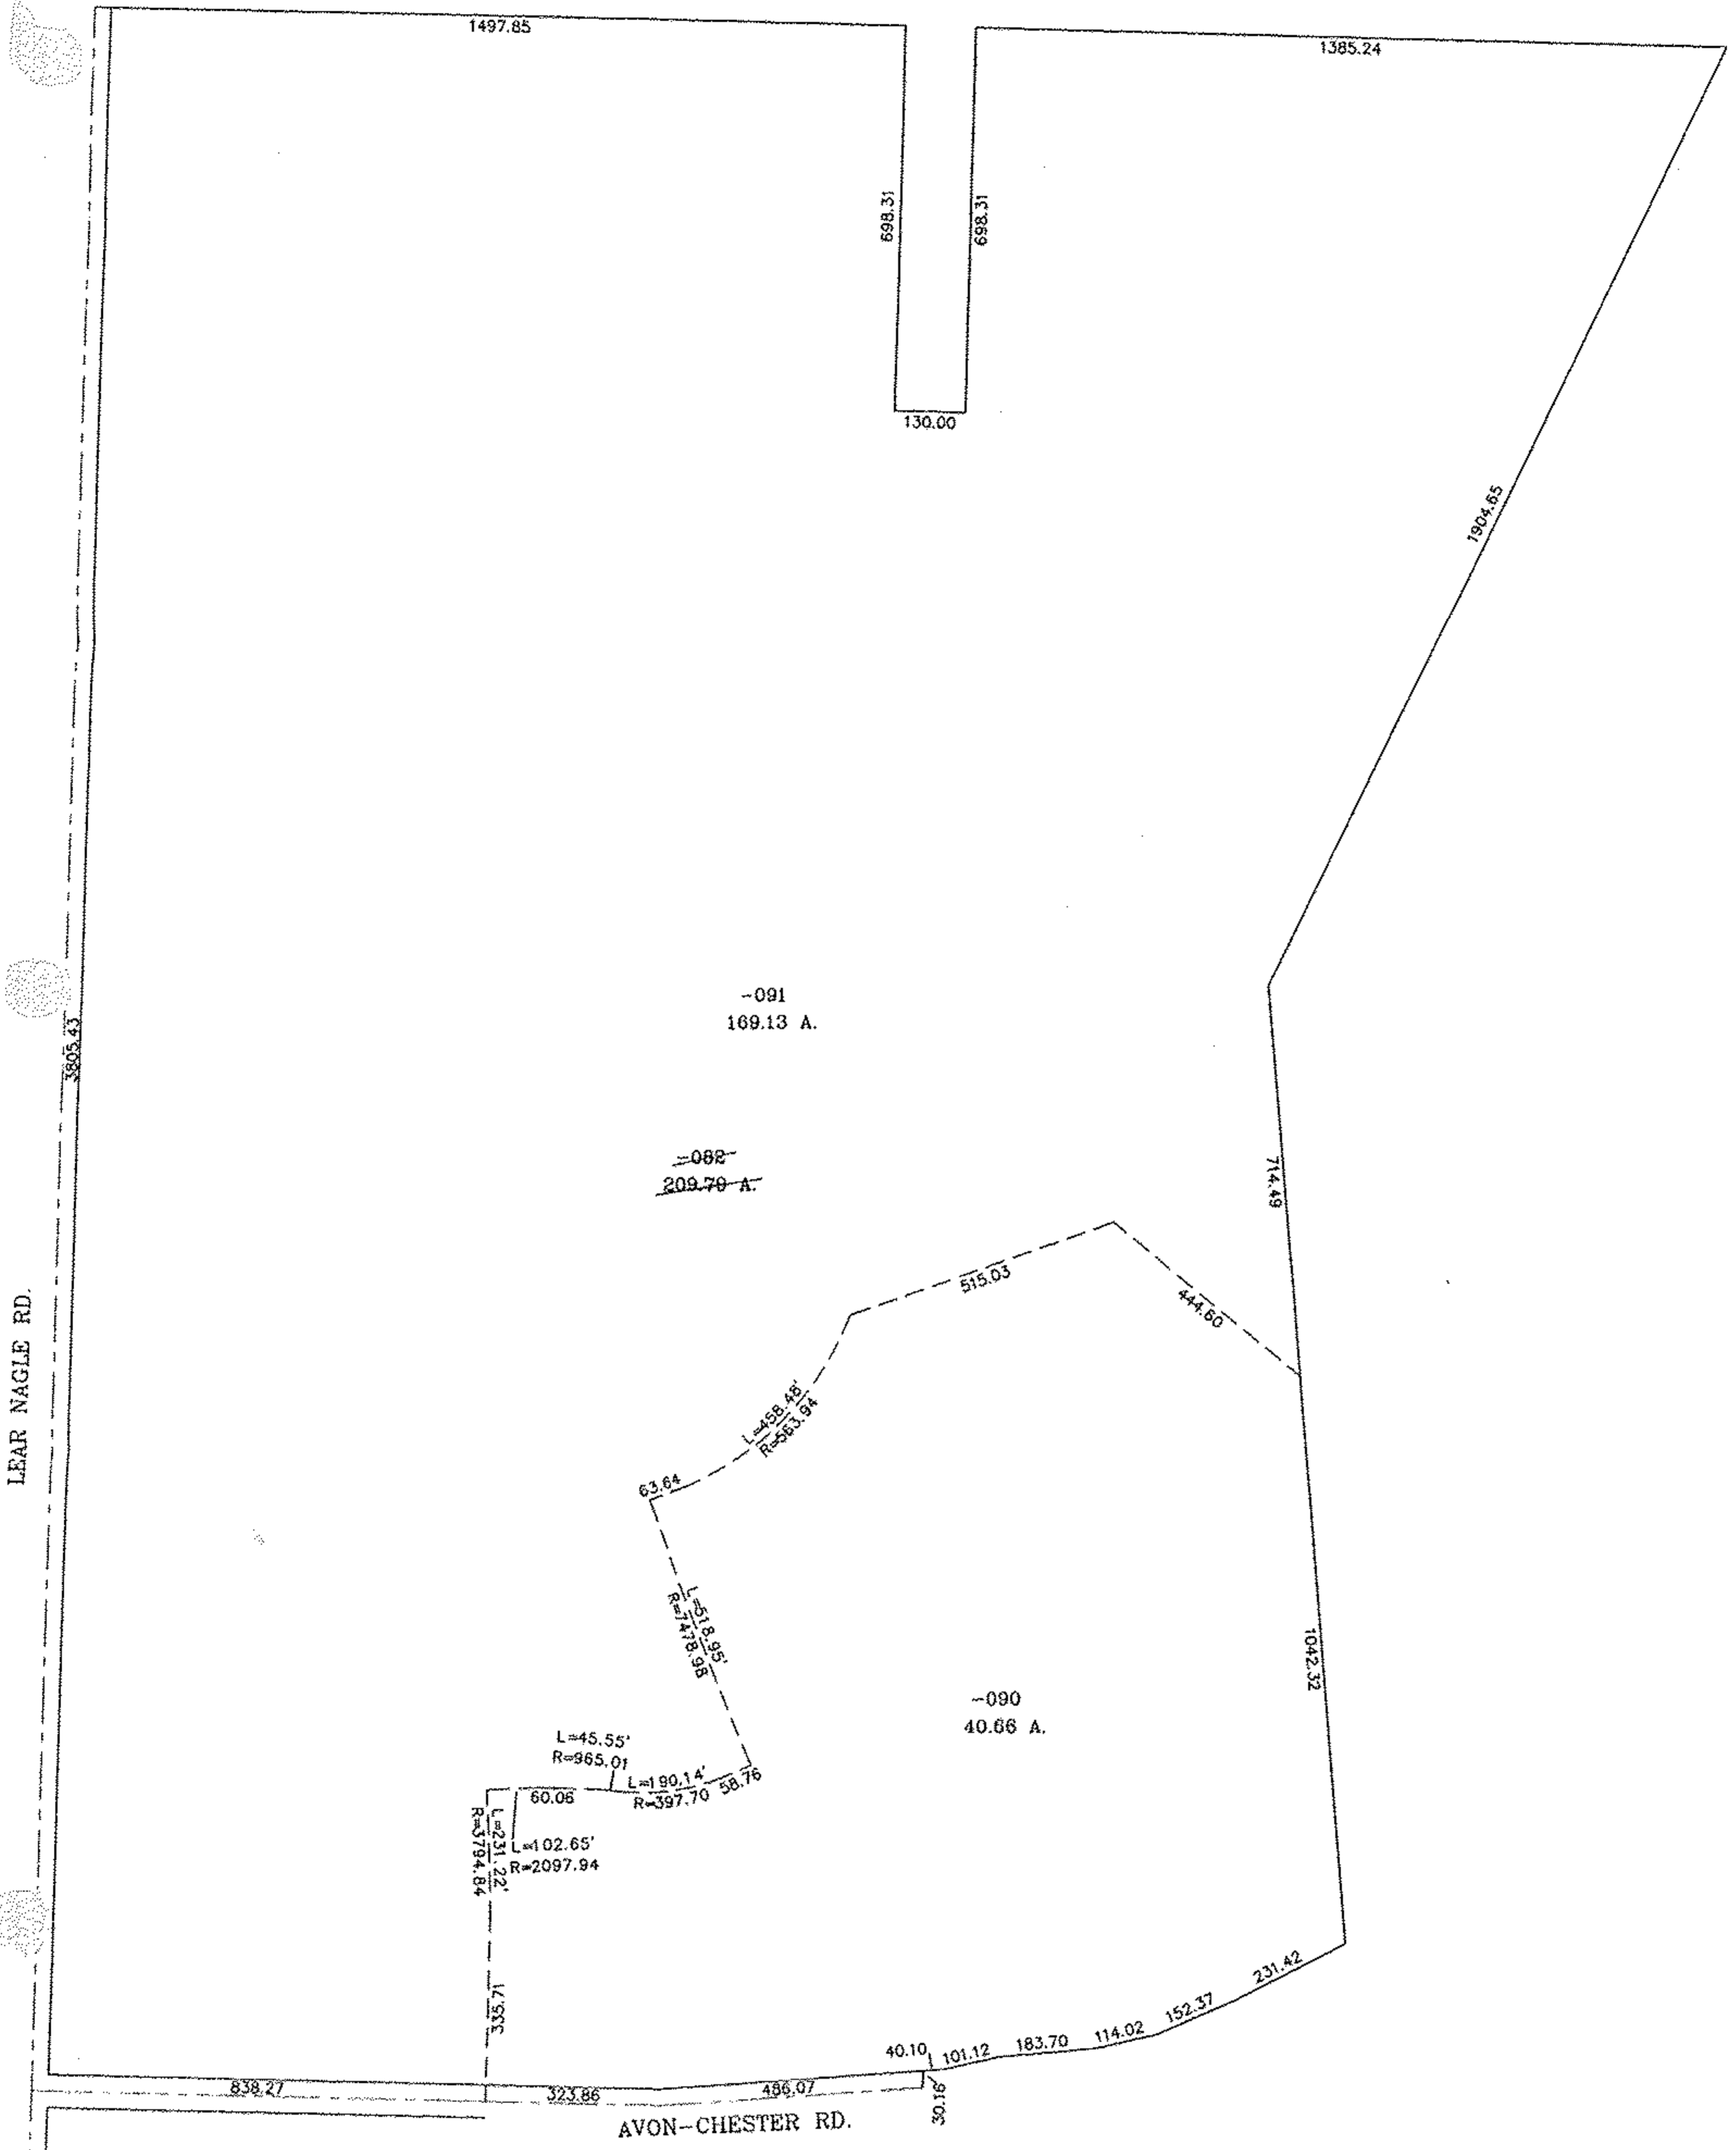 1497.85
1385.24
698.31
698.31
130.00
1904.65
-091
169.13 A.
3805.43
-082
209.79 A.
714.49
515.03
444.60
LEAR NAGLE RD.
L=458.48'
R=563.94
63.64
L=518.95'
R=7478.98
1042.32
-090
40.66 A.
L=45.55'
R=965.01
L=190.14'
R=397.70
58.76
60.06
L=231.22'
R=3794.84
L=102.65'
R=2097.94
335.71
231.42
152.37
114.02
183.70
101.12
40.10
838.27
323.86
486.07
30.16
AVON-CHESTER RD.